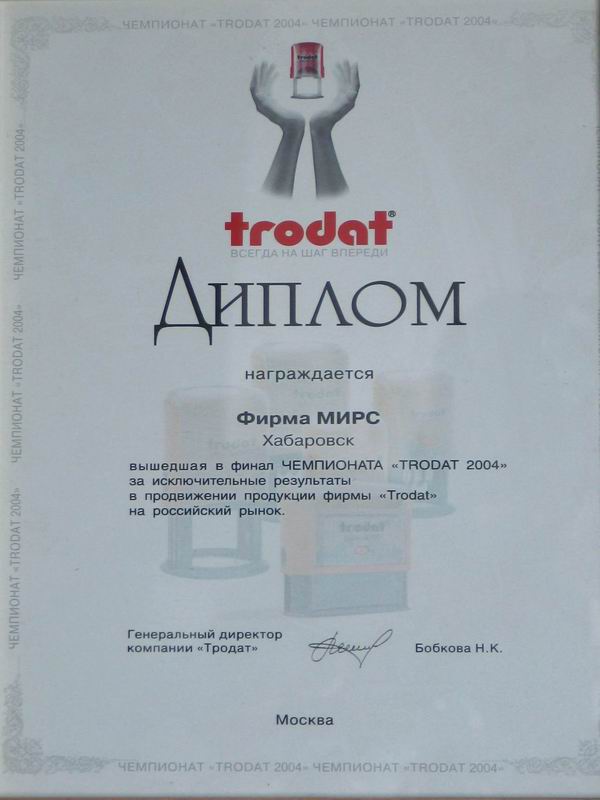 ЧЕМПИОНАТ «TRODAT 2004» ЧЕМПИОНАТ «TRODAT 2004»
trodat®
ВСЕГДА НА ШАГ ВПЕРЕДИ
ДИПЛОМ
награждается
Фирма МИРС
Хабаровск
вышедшая в финал ЧЕМПИОНАТА «TRODAT 2004»
за исключительные результаты
в продвижении продукции фирмы «Trodat»
на российский рынок.
Генеральный директор
компании «Тродат»
Бобкова Н.К.
Москва
ЧЕМПИОНАТ «TRODAT 2004» ЧЕМПИОНАТ «TRODAT 2004»
ЧЕМПИОНАТ «TRODAT 2004» ЧЕМПИОНАТ «TRODAT 2004» ЧЕМПИОНАТ «TRODAT 2004»